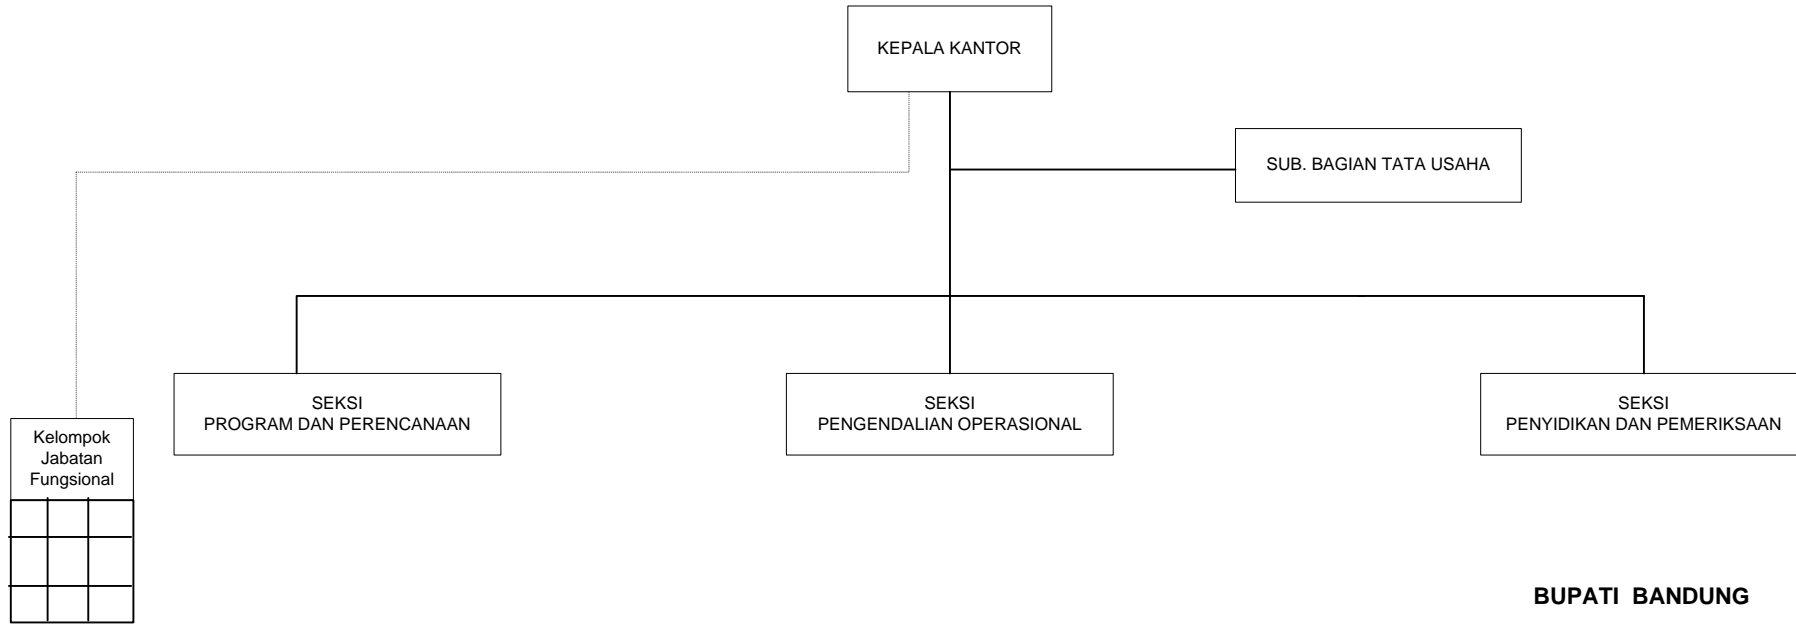 KEPALA KANTOR
SUB. BAGIAN TATA USAHA
SEKSI
PROGRAM DAN PERENCANAAN
SEKSI
PENGENDALIAN OPERASIONAL
SEKSI
PENYIDIKAN DAN PEMERIKSAAN
Kelompok
Jabatan
Fungsional
BUPATI BANDUNG